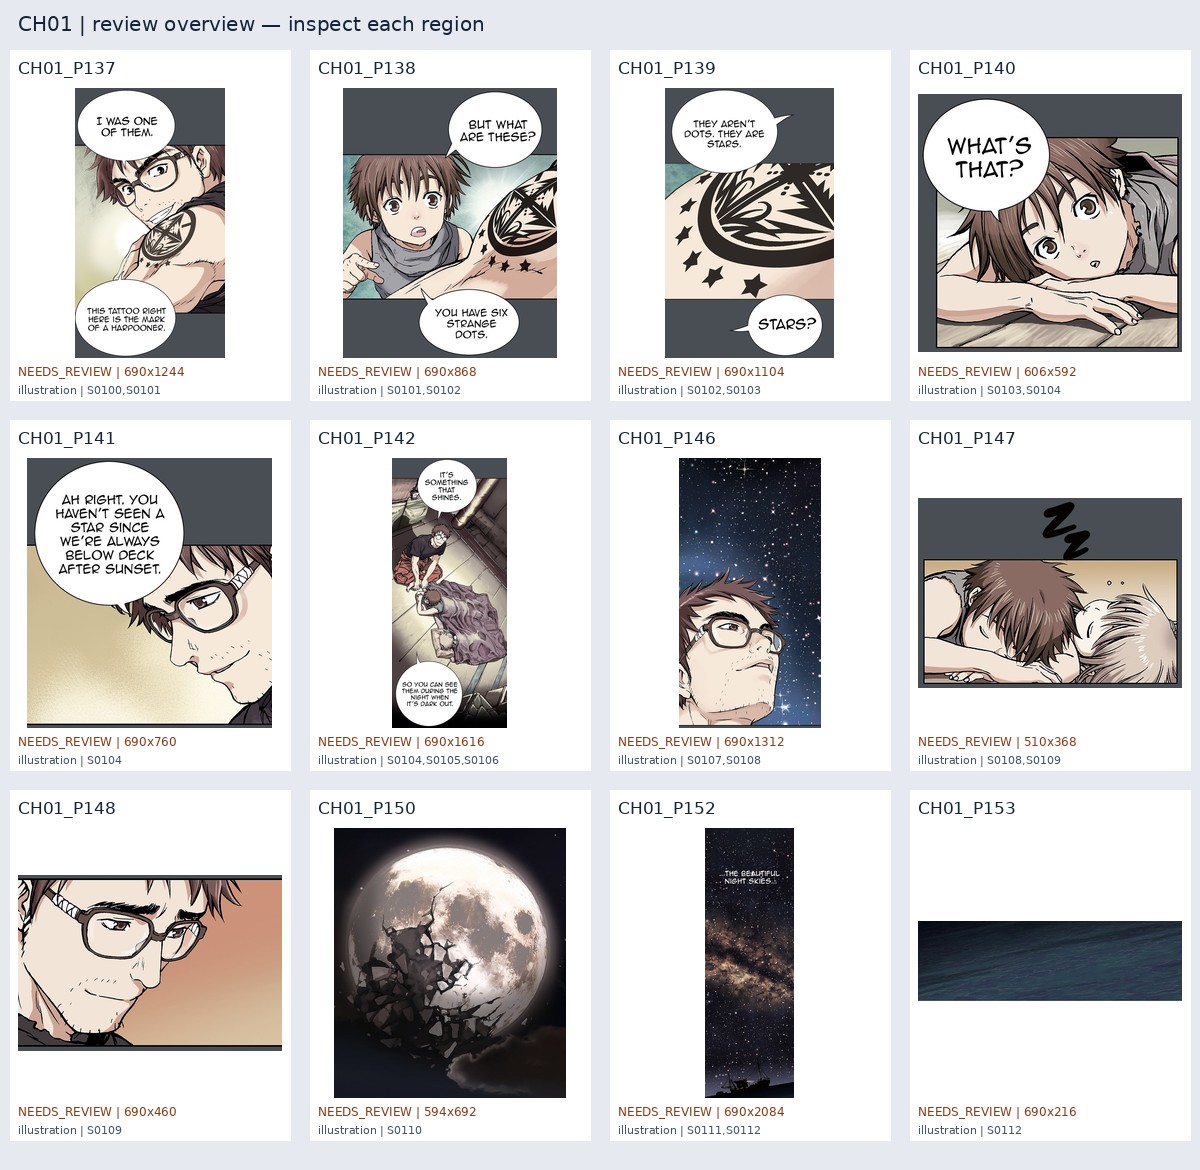 CH01 | review overview — inspect each region
CH01_P137
I WAS ONE
OF THEM.
THIS TATTOO RIGHT
HERE IS THE MARK
OF A HARPOONER.
NEEDS_REVIEW | 690x1244
illustration | S0100,S0101
CH01_P138
BUT WHAT
ARE THESE?
YOU HAVE SIX
STRANGE
DOTS.
NEEDS_REVIEW | 690x868
illustration | S0101,S0102
CH01_P139
THEY AREN'T
DOTS. THEY ARE
STARS.
STARS?
NEEDS_REVIEW | 690x1104
illustration | S0102,S0103
CH01_P140
WHAT'S
THAT?
NEEDS_REVIEW | 606x592
illustration | S0103,S0104
CH01_P141
AH RIGHT. YOU
HAVEN'T SEEN A
STAR SINCE
WE'RE ALWAYS
BELOW DECK
AFTER SUNSET.
NEEDS_REVIEW | 690x760
illustration | S0104
CH01_P142
IT'S
SOMETHING
THAT
SHINES.
SO YOU CAN SEE
THEM DURING THE
NIGHT WHEN
IT'S DARK OUT.
NEEDS_REVIEW | 690x1616
illustration | S0104,S0105,S0106
CH01_P146
NEEDS_REVIEW | 690x1312
illustration | S0107,S0108
CH01_P147
ZZ
NEEDS_REVIEW | 510x368
illustration | S0108,S0109
CH01_P148
NEEDS_REVIEW | 690x460
illustration | S0109
CH01_P150
NEEDS_REVIEW | 594x692
illustration | S0110
CH01_P152
...THE BEAUTIFUL
NIGHT SKIES...
NEEDS_REVIEW | 690x2084
illustration | S0111,S0112
CH01_P153
NEEDS_REVIEW | 690x216
illustration | S0112